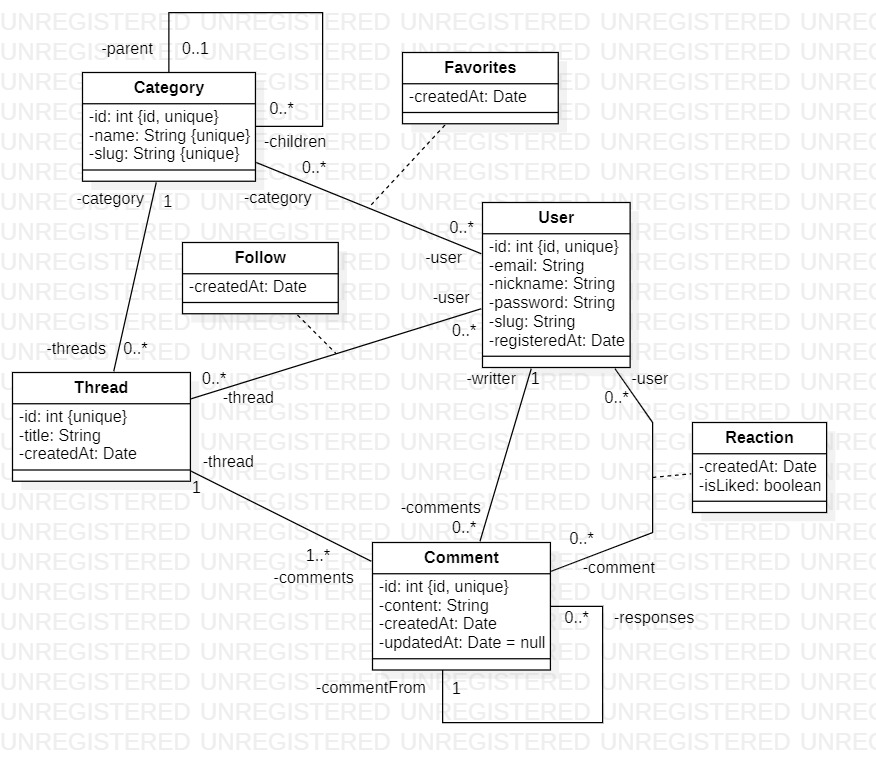 -parent
0..1
Category
-id: int {id, unique}
-name: String {unique}
-slug: String {unique}
0..*
-children
Favorites
-createdAt: Date
0..*
-category
-category
1
0..*
-user
User
-id: int {id, unique}
-email: String
-nickname: String
-password: String
-slug: String
-registeredAt: Date
Follow
-createdAt: Date
-user
0..*
-threads
0..*
0..*
-thread
Thread
-id: int {unique}
-title: String
-createdAt: Date
-writter
1
-user
0..*
Reaction
-createdAt: Date
-isLiked: boolean
-thread
1
-comments
0..*
1..*
-comments
0..*
-comment
Comment
-id: int {id, unique}
-content: String
-createdAt: Date
-updatedAt: Date = null
0..*
-responses
-commentFrom
1
UNREGISTERED UNREGISTERED UNREGISTERED UNREGISTERED